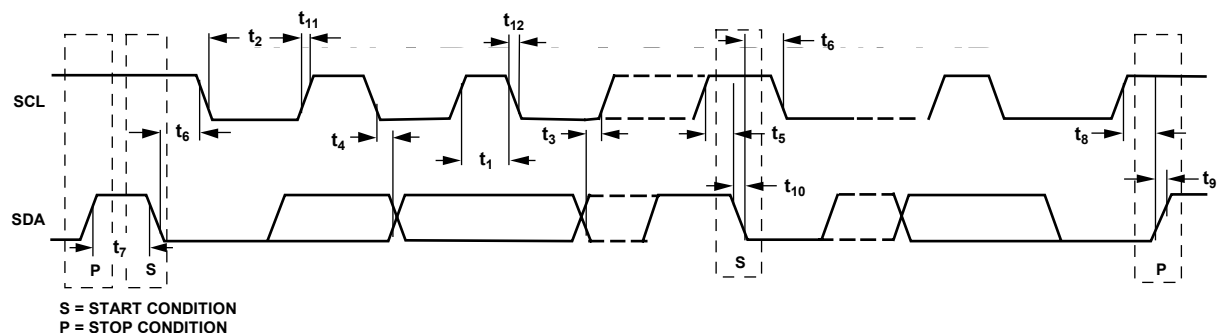 t11 t12
t2 t6
SCL
t6 t4 t3 t5 t8
t1
t10 t9
SDA
t7
P S S P
S = START CONDITION
P = STOP CONDITION